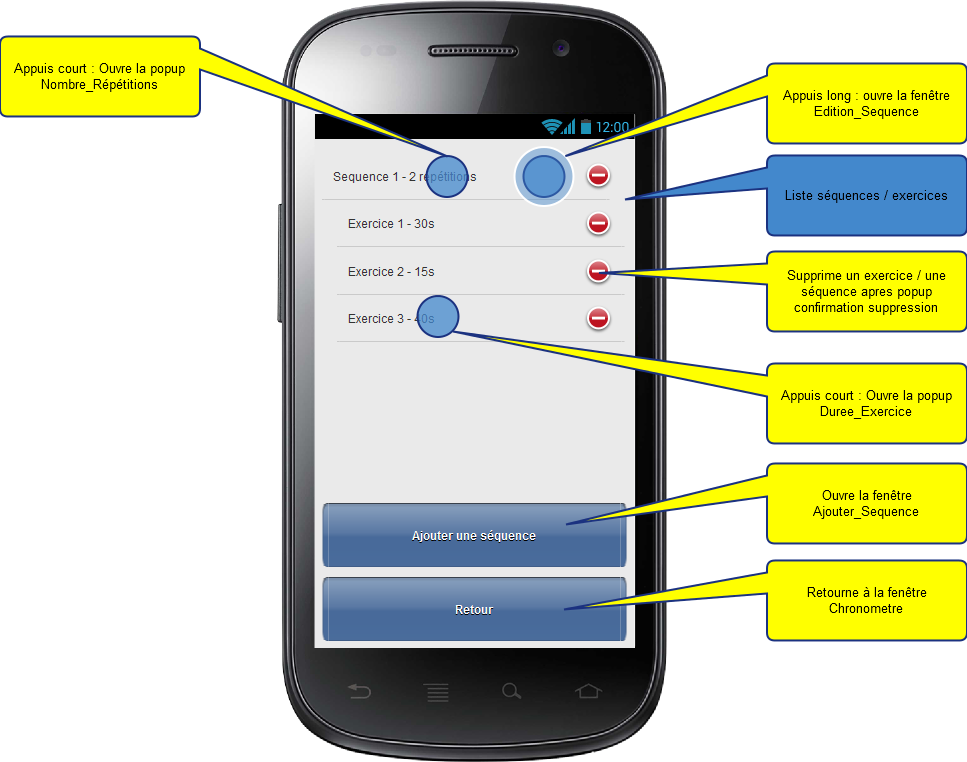 Appuis court : Ouvre la popup
Nombre_Répétitions
Appuis long : ouvre la fenêtre
Edition_Sequence
12:00
Sequence 1 - 2 répétitions
Liste séquences / exercices
Exercice 1 - 30s
Exercice 2 - 15s
Supprime un exercice / une
séquence apres popup
confirmation suppression
Exercice 3 - 40s
Appuis court : Ouvre la popup
Duree_Exercice
Ouvre la fenêtre
Ajouter_Sequence
Ajouter une séquence
Retourne à la fenêtre
Chronometre
Retour